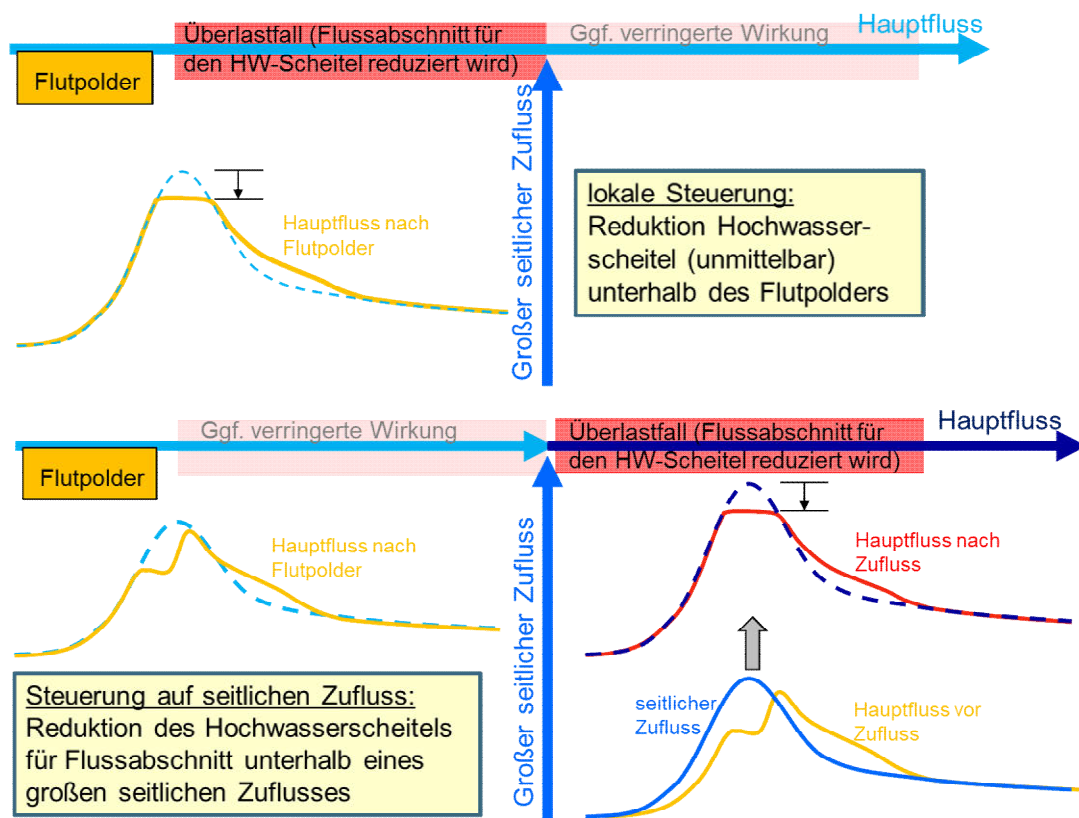 Überlastfall (Flussabschnitt für
den HW-Scheitel reduziert wird)
Ggf. verringerte Wirkung
Hauptfluss
Flutpolder
Hauptfluss nach
Flutpolder
Großer seitlicher Zufluss
lokale Steuerung:
Reduktion Hochwasser-
scheitel (unmittelbar)
unterhalb des Flutpolders
Ggf. verringerte Wirkung
Überlastfall (Flussabschnitt für
den HW-Scheitel reduziert wird)
Hauptfluss
Flutpolder
Hauptfluss nach
Flutpolder
Großer seitlicher Zufluss
Hauptfluss nach
Zufluss
Steuerung auf seitlichen Zufluss:
Reduktion des Hochwasserscheitels
für Flussabschnitt unterhalb eines
großen seitlichen Zuflusses
seitlicher
Zufluss
Hauptfluss vor
Zufluss